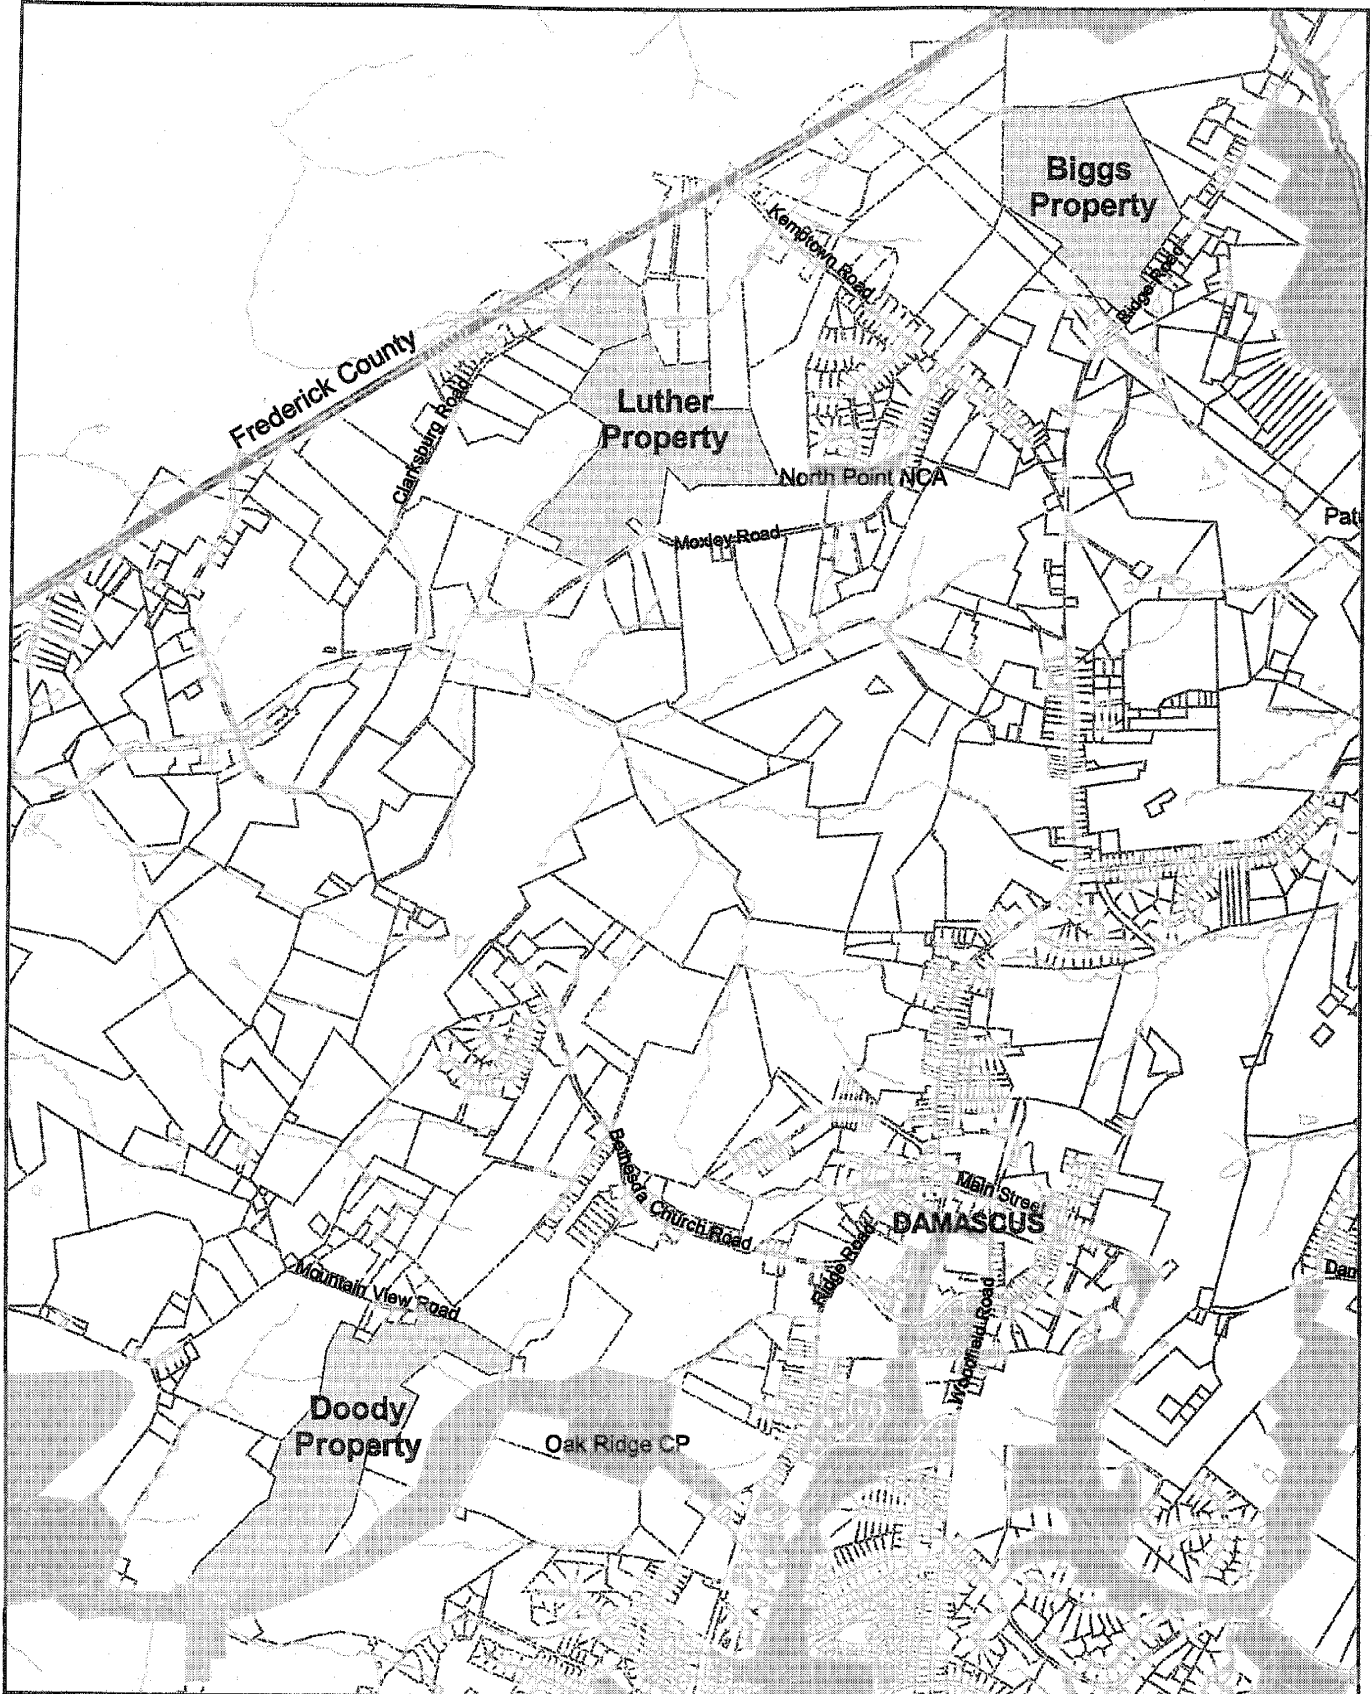 Biggs
Property
Kemptown Road
Ridge Road
Frederick County
Clarksburg Road
Luther
Property
North Point NCA
Moxley Road
Bethesda Church Road
Main Street
DAMASCUS
Ridge Road
Mountain View Road
Woodfield Road
Doody
Property
Oak Ridge CP